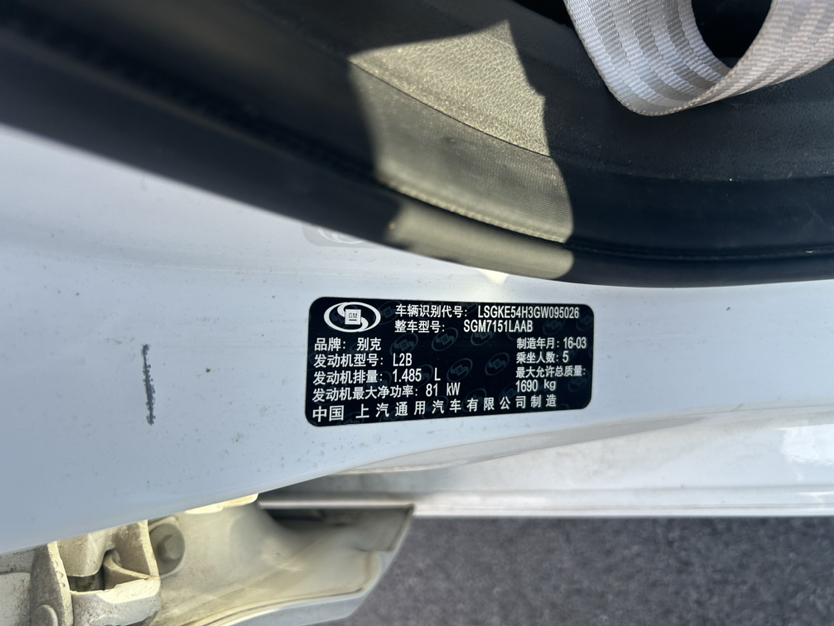 GM
车辆识别代号: LSGKE54H3GW095026
整车型号: SGM7151LAAB
品牌: 别克
制造年月: 16-03
发动机型号: L2B
乘坐人数: 5
发动机排量: 1.485 L
最大允许总质量:
1690 kg
发动机最大净功率: 81 kW
中国 上汽通用汽车有限公司制造